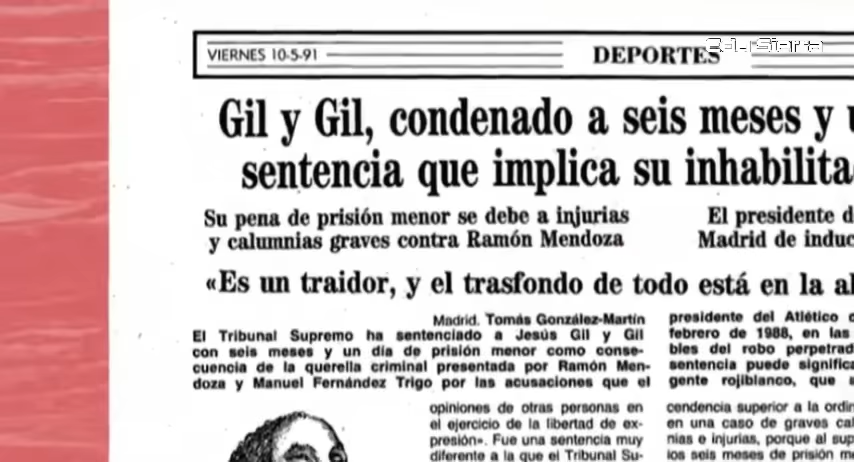 VIERNES 10-5-91
DEPORTES
Gil y Gil, condenado a seis meses y
sentencia que implica su inhabilita
Su pena de prisión menor se debe a injurias
y calumnias graves contra Ramón Mendoza
El presidente d
Madrid de induc
«Es un traidor, y el trasfondo de todo está en la al
Madrid. Tomás González-Martín
El Tribunal Supremo ha sentenciado a Jesús Gil y Gil
con seis meses y un día de prisión menor como conse-
cuencia de la querella criminal presentada por Ramón Men-
doza y Manuel Fernández Trigo por las acusaciones que el
opiniones de otras personas en
el ejercicio de la libertad de ex-
presión». Fue una sentencia muy
diferente a la que el Tribunal Su-
presidente del Atlético
febrero de 1988, en las
bles del robo perpetrad
sentencia puede significa
gente rojiblanco, que
cendencia superior a la ordin
en una caso de graves cal
nias e injurias, porque al sup
los seis meses de prisión m